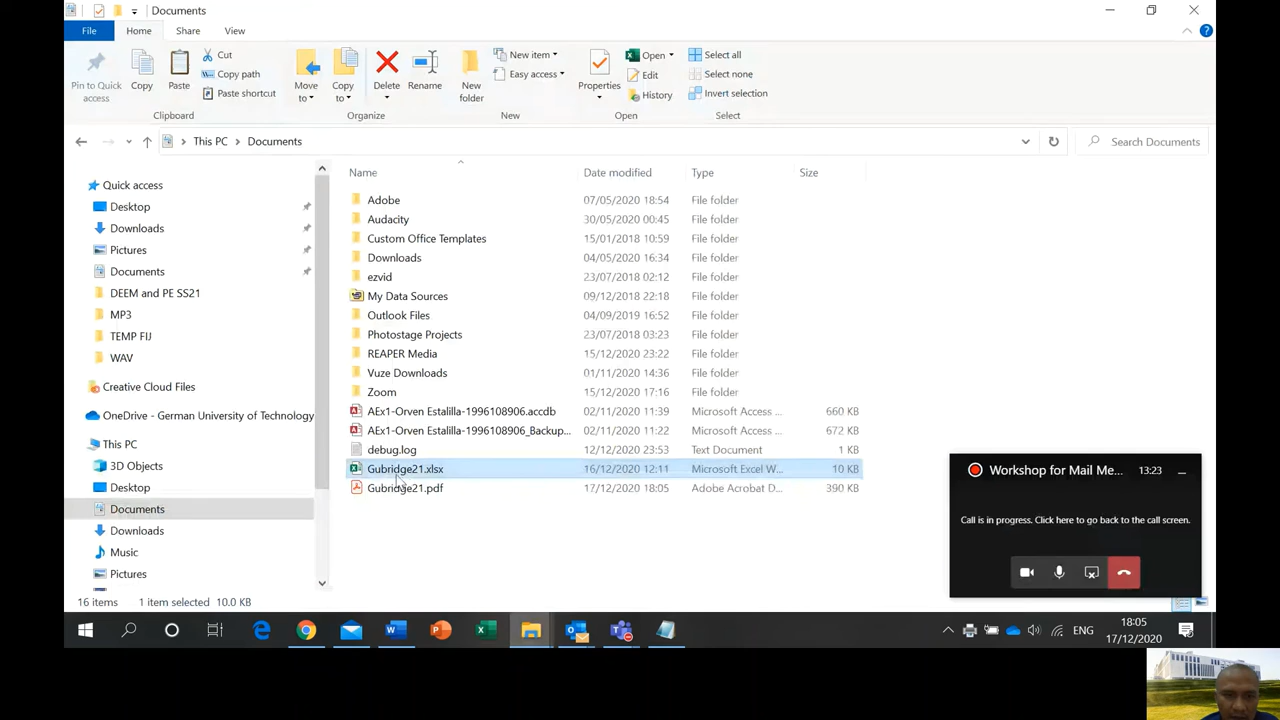 Documents
File
Home
Share
View
Pin to Quick access
Copy
Paste
Cut
Copy path
Paste shortcut
Clipboard
Move to
Copy to
Delete
Rename
Organize
New folder
New item
Easy access
New
Properties
Open
Edit
History
Open
Select all
Select none
Invert selection
Select
This PC
Documents
Search Documents
Quick access
Desktop
Downloads
Pictures
Documents
DEEM and PE SS21
MP3
TEMP FIJ
WAV
Creative Cloud Files
OneDrive - German University of Technology
This PC
3D Objects
Desktop
Documents
Downloads
Music
Pictures
Name Date modified Type Size
Adobe 07/05/2020 18:54 File folder
Audacity 30/05/2020 00:45 File folder
Custom Office Templates 15/01/2018 10:59 File folder
Downloads 04/05/2020 16:34 File folder
ezvid 23/07/2018 02:12 File folder
My Data Sources 09/12/2018 22:18 File folder
Outlook Files 04/09/2019 16:52 File folder
Photostage Projects 23/07/2018 03:23 File folder
REAPER Media 15/12/2020 23:22 File folder
Vuze Downloads 01/11/2020 14:36 File folder
Zoom 15/12/2020 17:16 File folder
AEx1-Orven Estalilla-1996108906.accdb 02/11/2020 11:39 Microsoft Access ... 660 KB
AEx1-Orven Estalilla-1996108906_Backup... 02/11/2020 11:22 Microsoft Access ... 672 KB
debug.log 12/12/2020 23:53 Text Document 1 KB
Gubridge21.xlsx 16/12/2020 12:11 Microsoft Excel W... 10 KB
Gubridge21.pdf 17/12/2020 18:05 Adobe Acrobat D... 390 KB
Workshop for Mail Me... 13:23
Call is in progress. Click here to go back to the call screen.
16 items 1 item selected 10.0 KB
ENG
18:05
17/12/2020